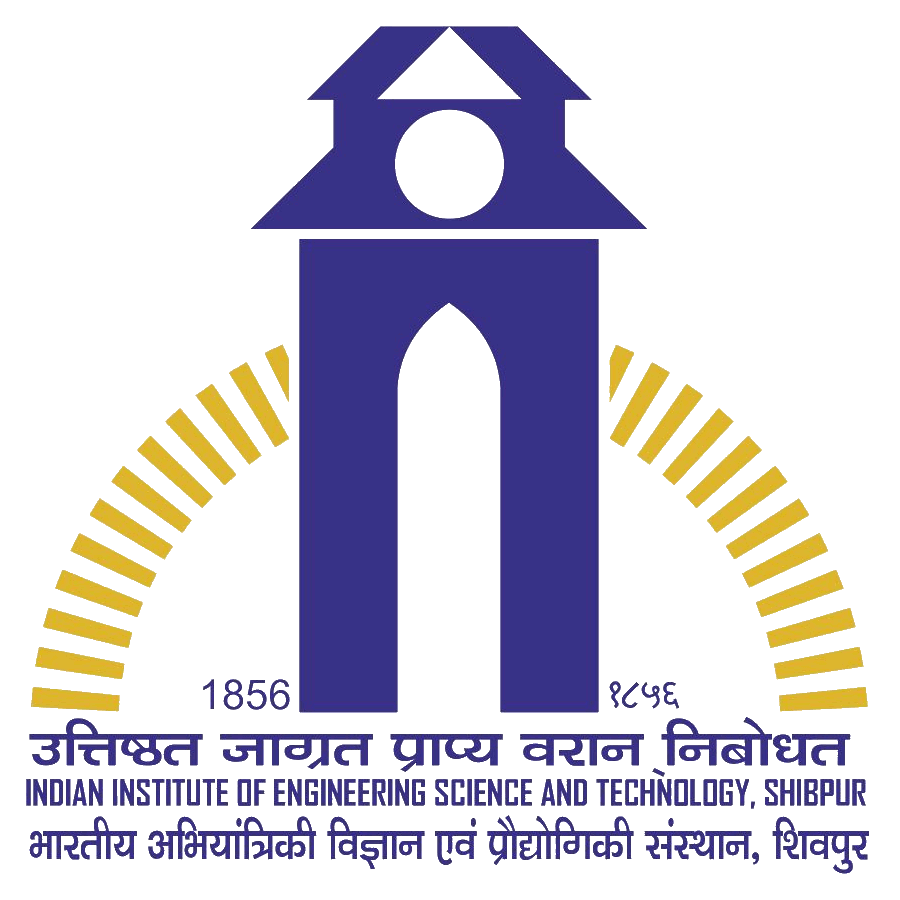 1856 १८५६
उत्तिष्ठत जाग्रत प्राप्य वरान् निबोधत
INDIAN INSTITUTE OF ENGINEERING SCIENCE AND TECHNOLOGY, SHIBPUR
भारतीय अभियांत्रिकी विज्ञान एवं प्रौद्योगिकी संस्थान, शिवपुर